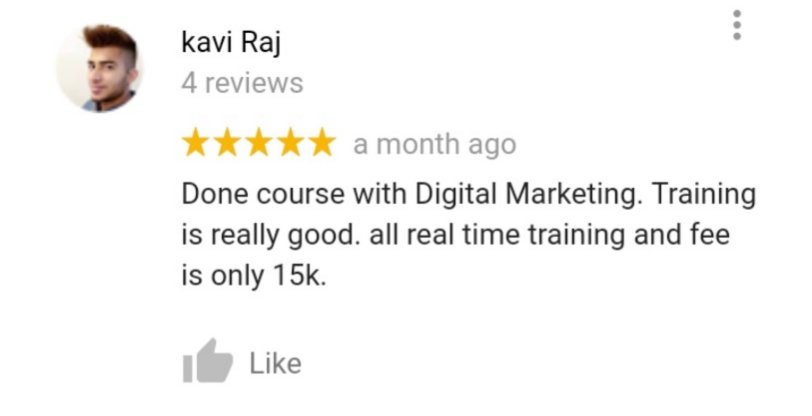 kavi Raj
4 reviews
a month ago
Done course with Digital Marketing. Training
is really good. all real time training and fee
is only 15k.
Like